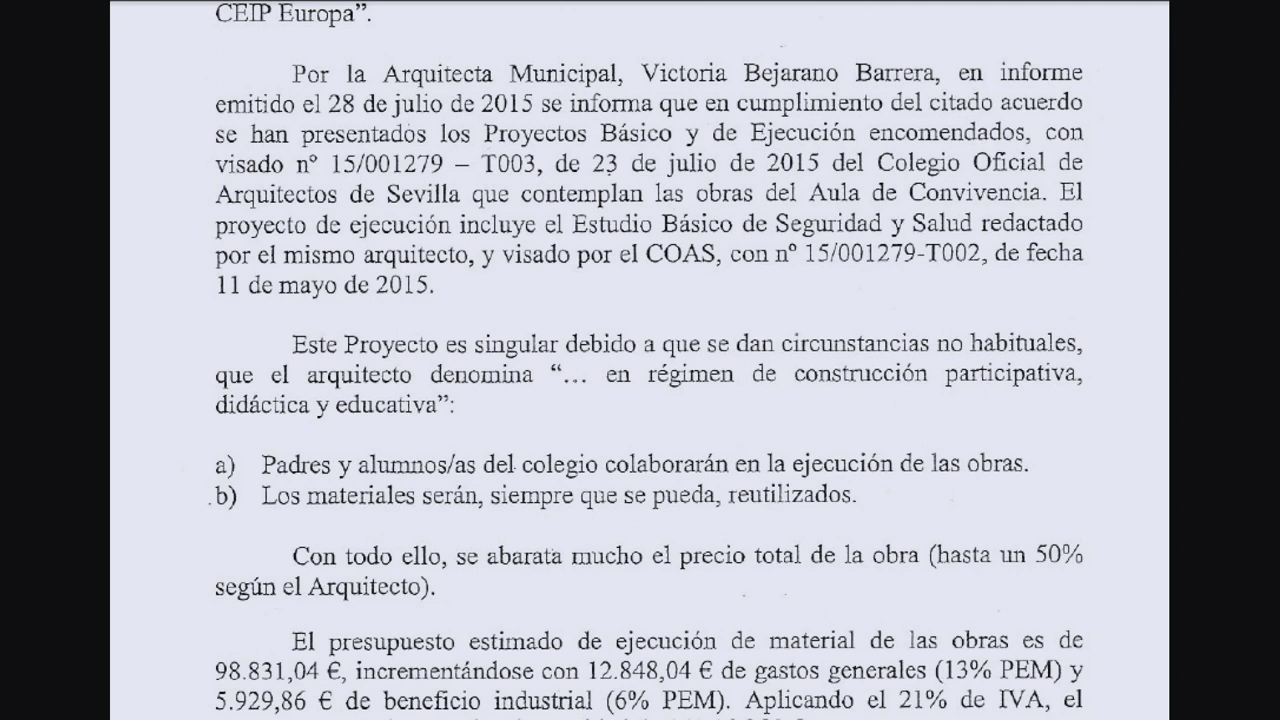 CEIP Europa”.
Por la Arquitecta Municipal, Victoria Bejarano Barrera, en informe
emitido el 28 de julio de 2015 se informa que en cumplimiento del citado acuerdo
se han presentados los Proyectos Básico y de Ejecución encomendados, con
visado nº 15/001279 – T003, de 23 de julio de 2015 del Colegio Oficial de
Arquitectos de Sevilla que contemplan las obras del Aula de Convivencia. El
proyecto de ejecución incluye el Estudio Básico de Seguridad y Salud redactado
por el mismo arquitecto, y visado por el COAS, con nº 15/001279-T002, de fecha
11 de mayo de 2015.
Este Proyecto es singular debido a que se dan circunstancias no habituales,
que el arquitecto denomina “... en régimen de construcción participativa,
didáctica y educativa”:
a) Padres y alumnos/as del colegio colaborarán en la ejecución de las obras.
b) Los materiales serán, siempre que se pueda, reutilizados.
Con todo ello, se abarata mucho el precio total de la obra (hasta un 50%
según el Arquitecto).
El presupuesto estimado de ejecución de material de las obras es de
98.831,04 €, incrementándose con 12.848,04 € de gastos generales (13% PEM) y
5.929,86 € de beneficio industrial (6% PEM). Aplicando el 21% de IVA, el